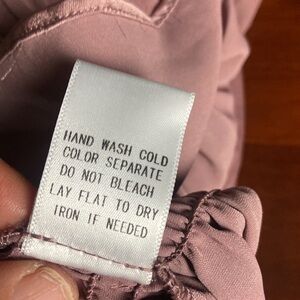 HAND WASH COLD
COLOR SEPARATE
DO NOT BLEACH
LAY FLAT TO DRY
IRON IF NEEDED